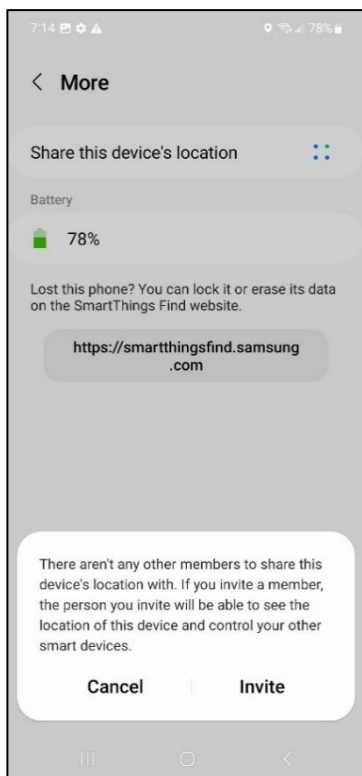 7:14
78%
More
Share this device's location
Battery
78%
Lost this phone? You can lock it or erase its data
on the SmartThings Find website.
https://smartthingsfind.samsung
.com
There aren't any other members to share this
device's location with. If you invite a member,
the person you invite will be able to see the
location of this device and control your other
smart devices.
Cancel
Invite